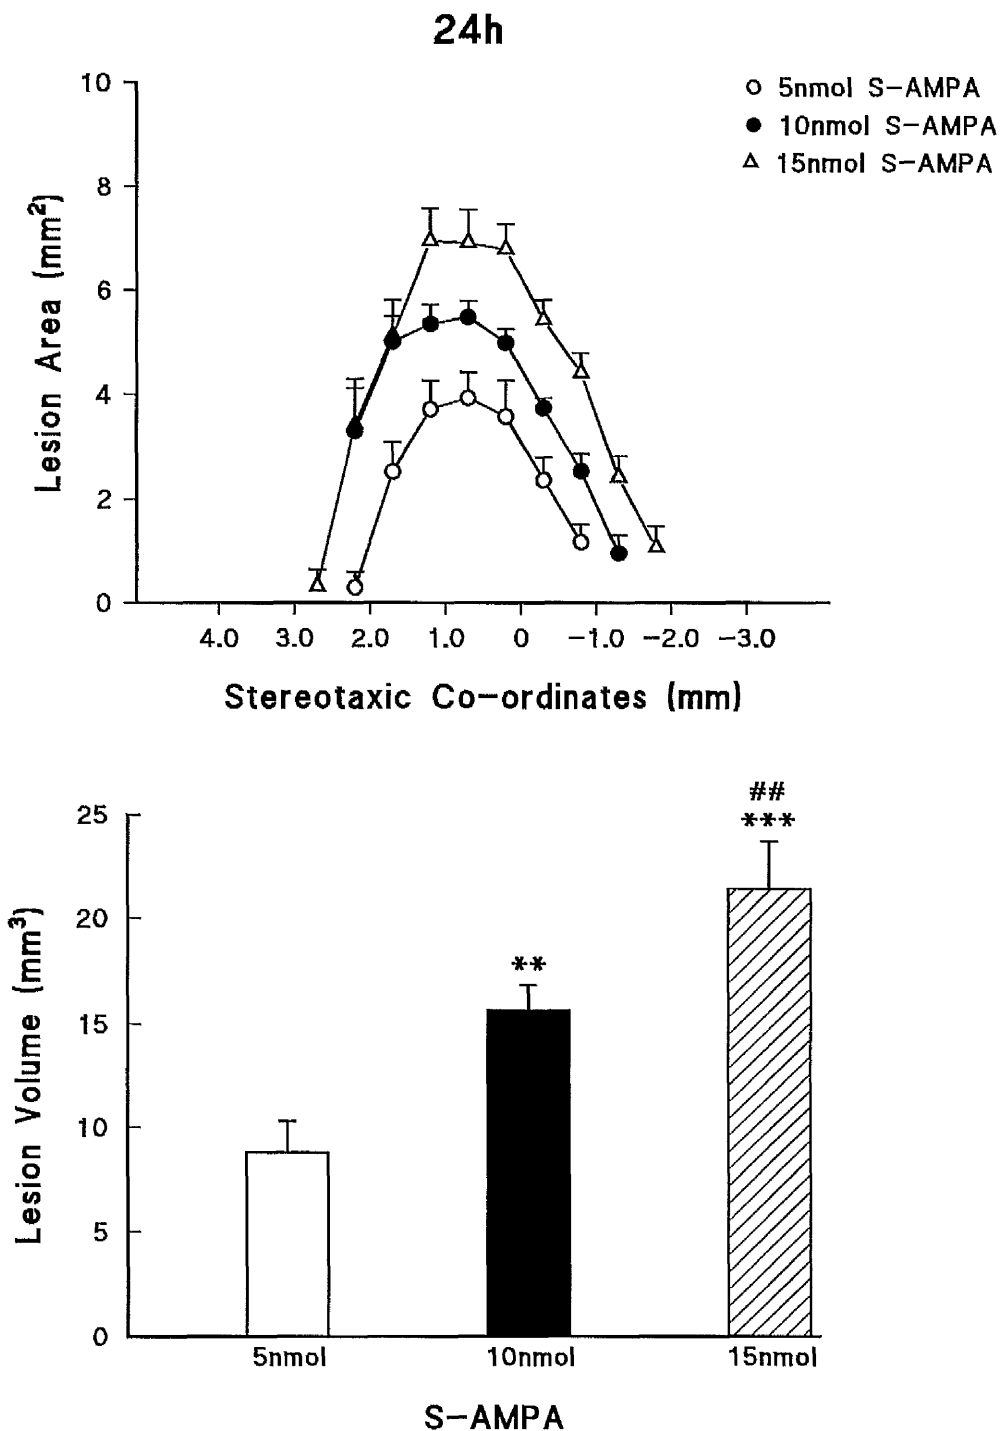 24h
5nmol S-AMPA
10nmol S-AMPA
15nmol S-AMPA
10
8
6
4
2
0
Lesion Area (mm²)
4.0 3.0 2.0 1.0 0 -1.0 -2.0 -3.0
Stereotaxic Co-ordinates (mm)
25
20
15
10
5
0
Lesion Volume (mm³)
##
***
**
5nmol 10nmol 15nmol
S-AMPA